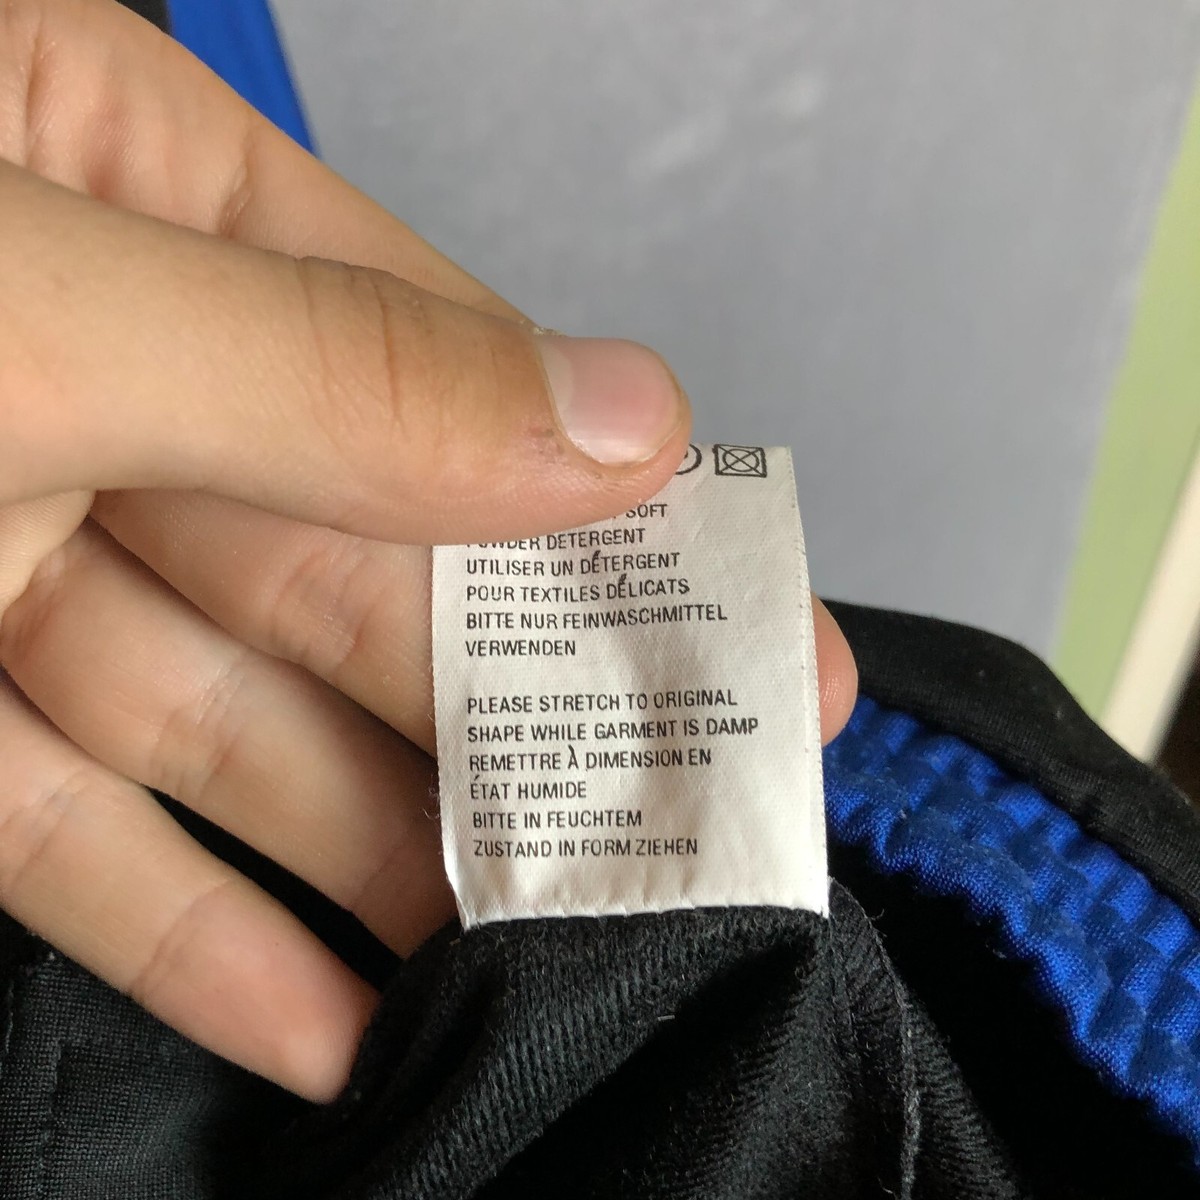 SOFT
POWDER DETERGENT
UTILISER UN DÉTERGENT
POUR TEXTILES DÉLICATS
BITTE NUR FEINWASCHMITTEL
VERWENDEN
PLEASE STRETCH TO ORIGINAL
SHAPE WHILE GARMENT IS DAMP
REMETTRE À DIMENSION EN
ÉTAT HUMIDE
BITTE IN FEUCHTEM
ZUSTAND IN FORM ZIEHEN